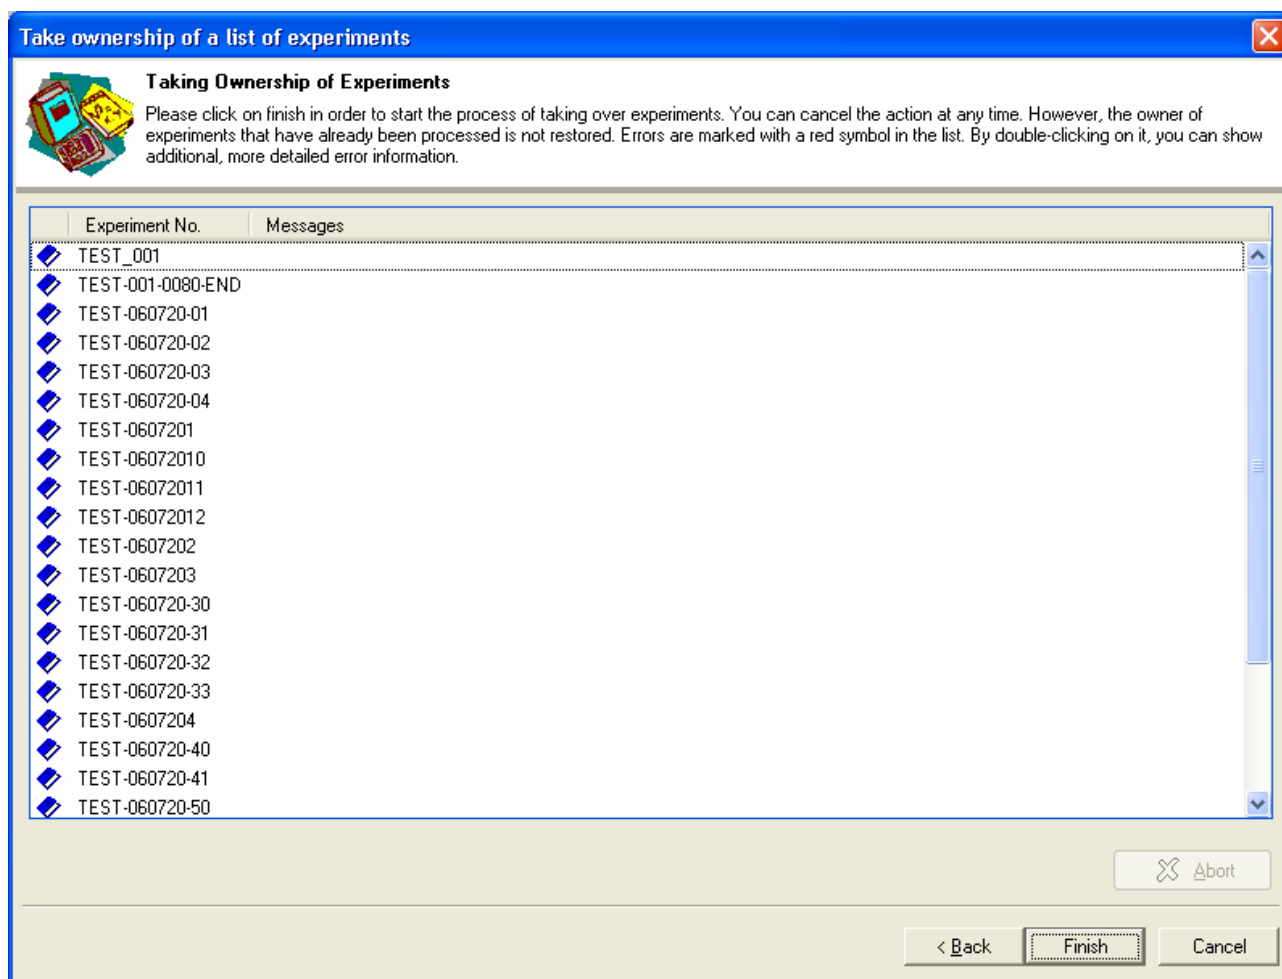 Take ownership of a list of experiments
Taking Ownership of Experiments
Please click on finish in order to start the process of taking over experiments. You can cancel the action at any time. However, the owner of
experiments that have already been processed is not restored. Errors are marked with a red symbol in the list. By double-clicking on it, you can show
additional, more detailed error information.
Experiment No. Messages
TEST_001
TEST-001-0080-END
TEST-060720-01
TEST-060720-02
TEST-060720-03
TEST-060720-04
TEST-0607201
TEST-06072010
TEST-06072011
TEST-06072012
TEST-0607202
TEST-0607203
TEST-060720-30
TEST-060720-31
TEST-060720-32
TEST-060720-33
TEST-0607204
TEST-060720-40
TEST-060720-41
TEST-060720-50
Abort
< Back Finish Cancel